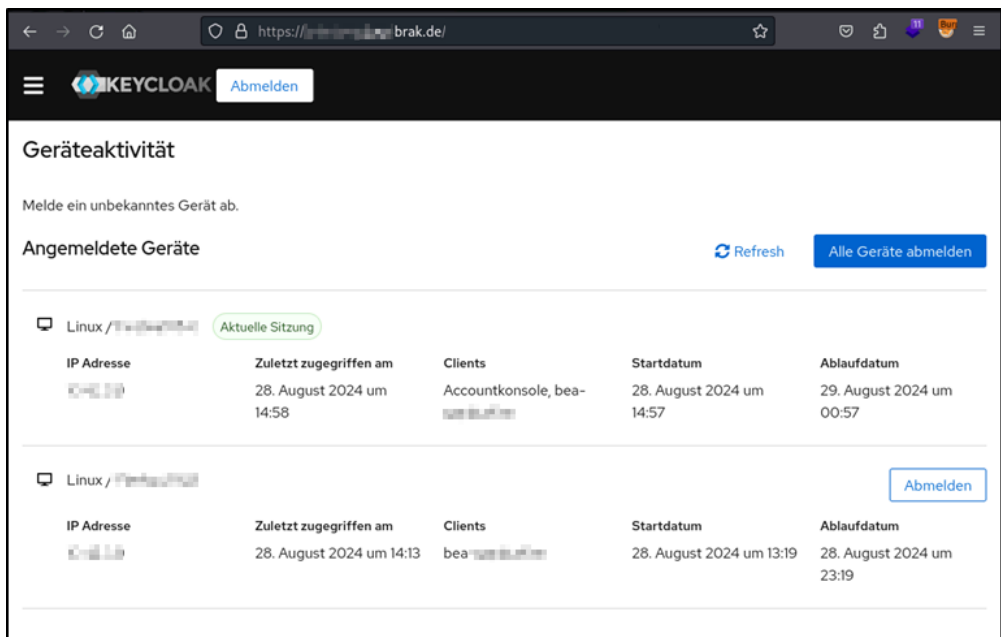 https:// brak.de/
11
Bur
KEYCLOAK Abmelden
Geräteaktivität
Melde ein unbekanntes Gerät ab.
Angemeldete Geräte Refresh Alle Geräte abmelden
Linux / Aktuelle Sitzung
IP Adresse Zuletzt zugegriffen am Clients Startdatum Ablaufdatum
28. August 2024 um Accountkonsole, bea- 28. August 2024 um 29. August 2024 um
14:58 14:57 00:57
Linux / Abmelden
IP Adresse Zuletzt zugegriffen am Clients Startdatum Ablaufdatum
28. August 2024 um 14:13 bea- 28. August 2024 um 13:19 28. August 2024 um
23:19